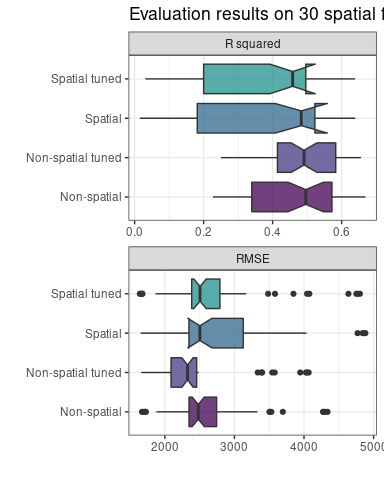 Evaluation results on 30 spatial f
R squared
Spatial tuned
Spatial
Non-spatial tuned
Non-spatial
0.0 0.2 0.4 0.6
RMSE
Spatial tuned
Spatial
Non-spatial tuned
Non-spatial
2000 3000 4000 5000